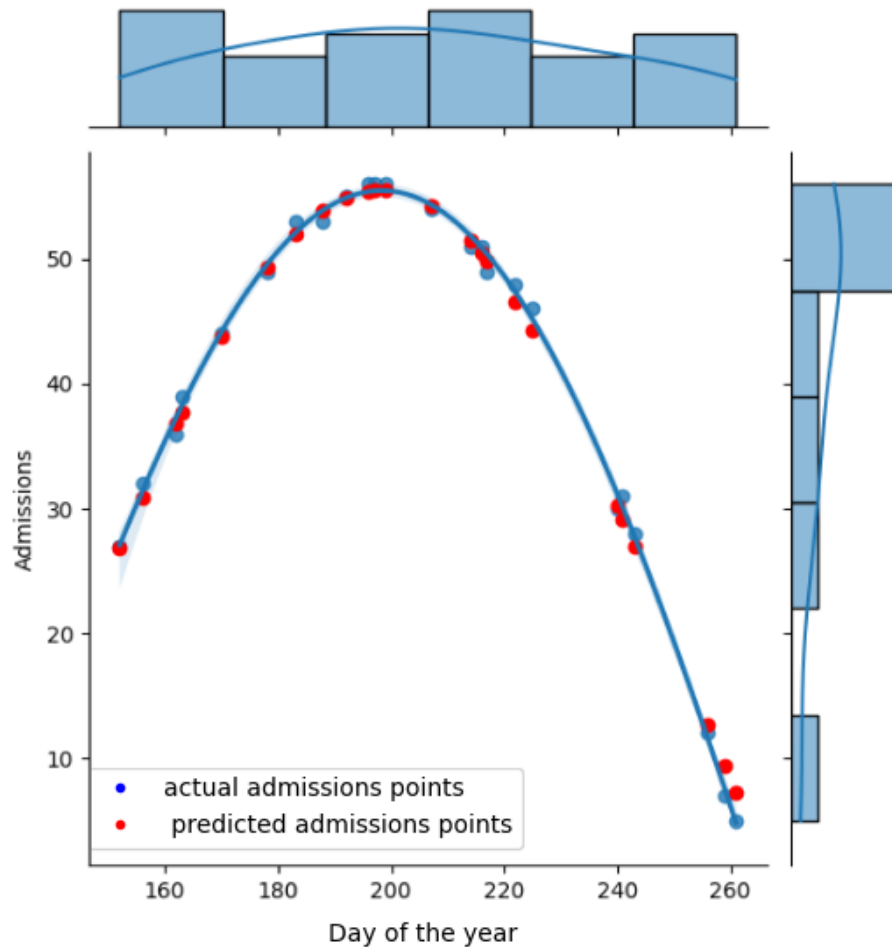 50
40
30
20
10
Admissions
actual admissions points
predicted admissions points
160 180 200 220 240 260
Day of the year